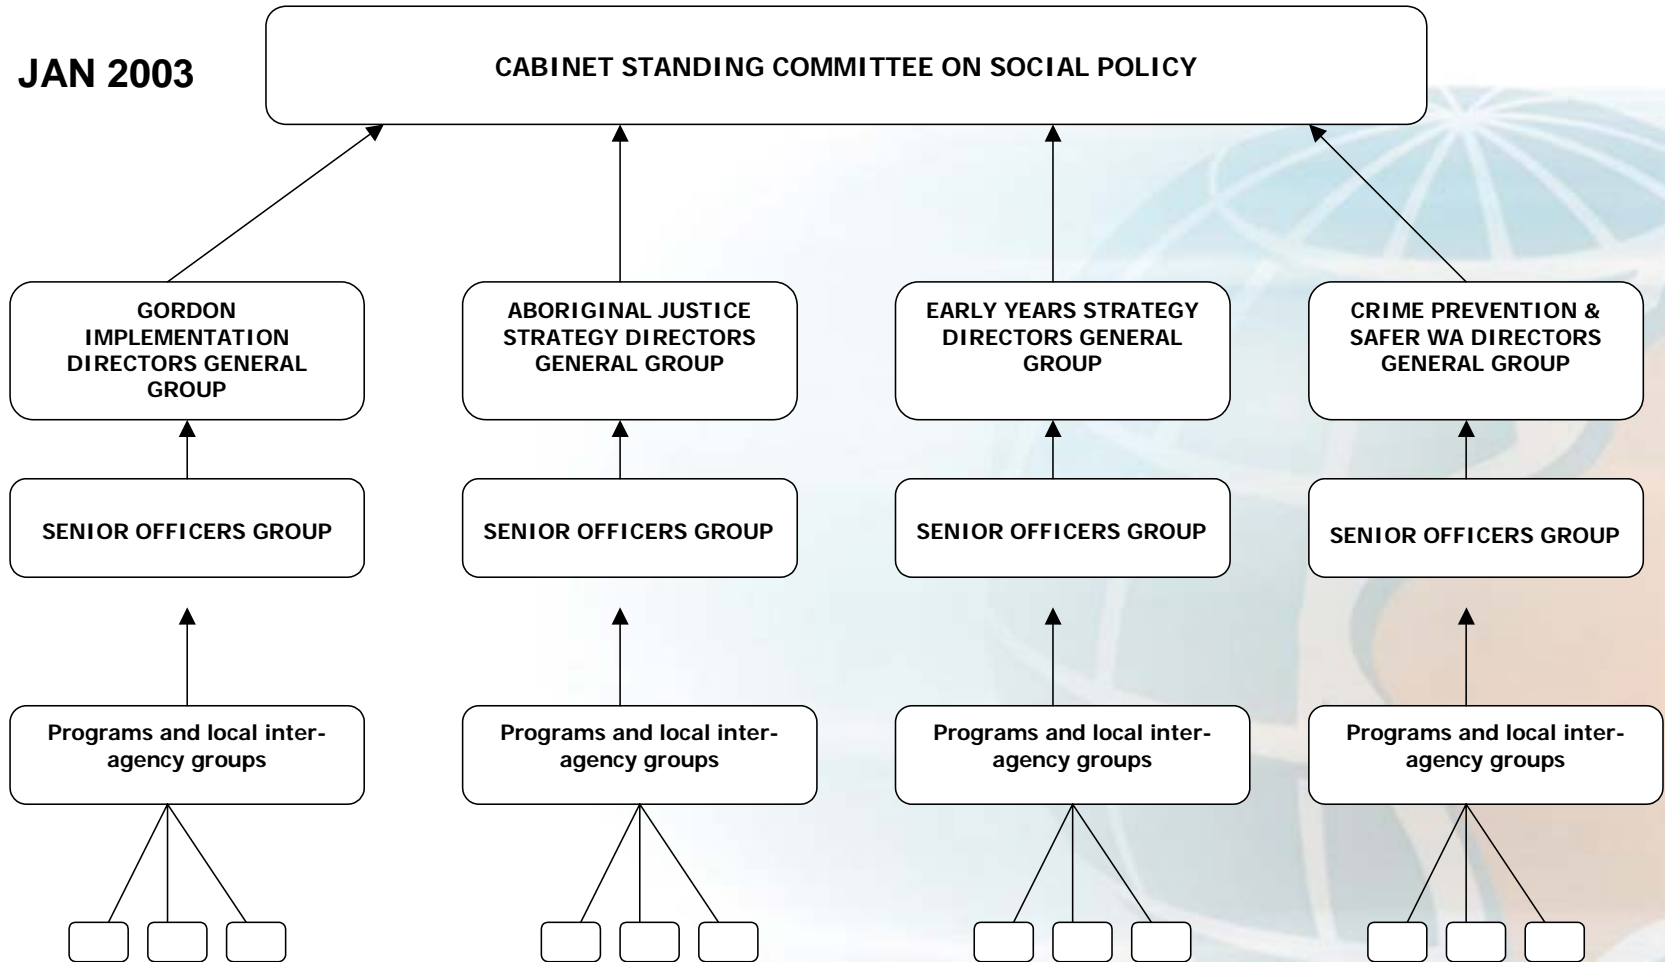 JAN 2003
CABINET STANDING COMMITTEE ON SOCIAL POLICY
GORDON
IMPLEMENTATION
DIRECTORS GENERAL
GROUP
ABORIGINAL JUSTICE
STRATEGY DIRECTORS
GENERAL GROUP
EARLY YEARS STRATEGY
DIRECTORS GENERAL
GROUP
CRIME PREVENTION &
SAFER WA DIRECTORS
GENERAL GROUP
SENIOR OFFICERS GROUP
SENIOR OFFICERS GROUP
SENIOR OFFICERS GROUP
SENIOR OFFICERS GROUP
Programs and local inter-
agency groups
Programs and local inter-
agency groups
Programs and local inter-
agency groups
Programs and local inter-
agency groups